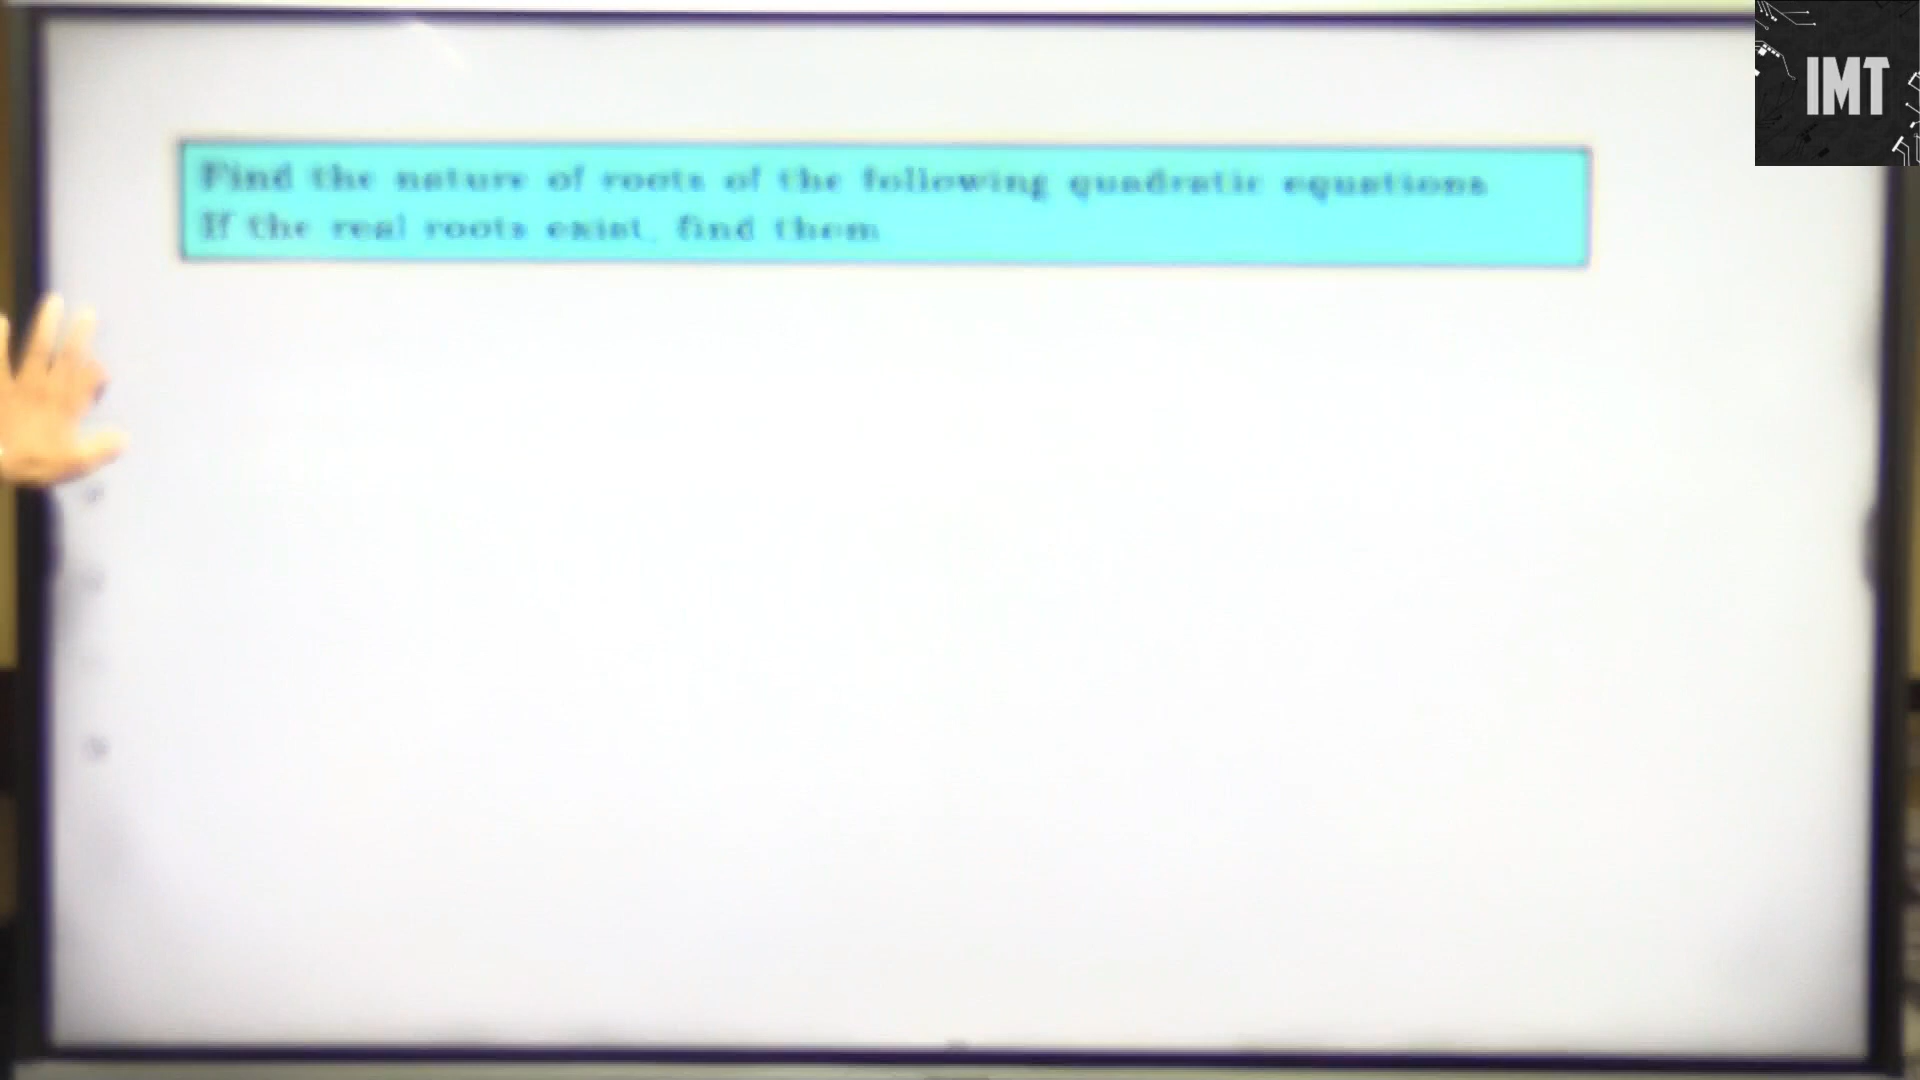 IMT
Find the nature of roots of the following quadratic equations
If the real roots exist, find them